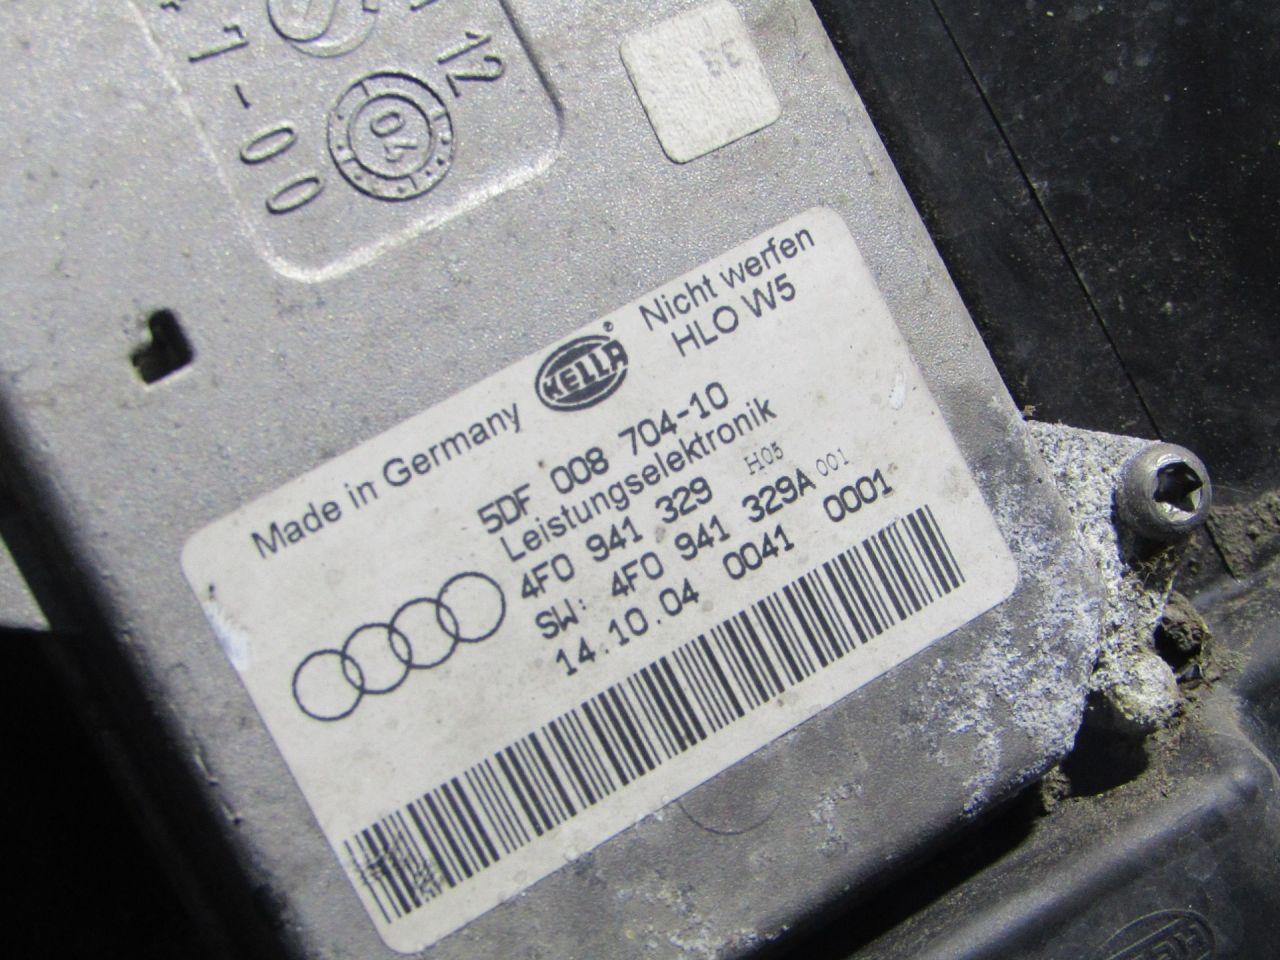 12
-00
04
Made in Germany HELLA ® Nicht werfen
HLO W5
5DF 008 704-10
Leistungselektronik
4F0 941 329 H05
SW: 4F0 941 329A 001
14.10.04 0041 0001